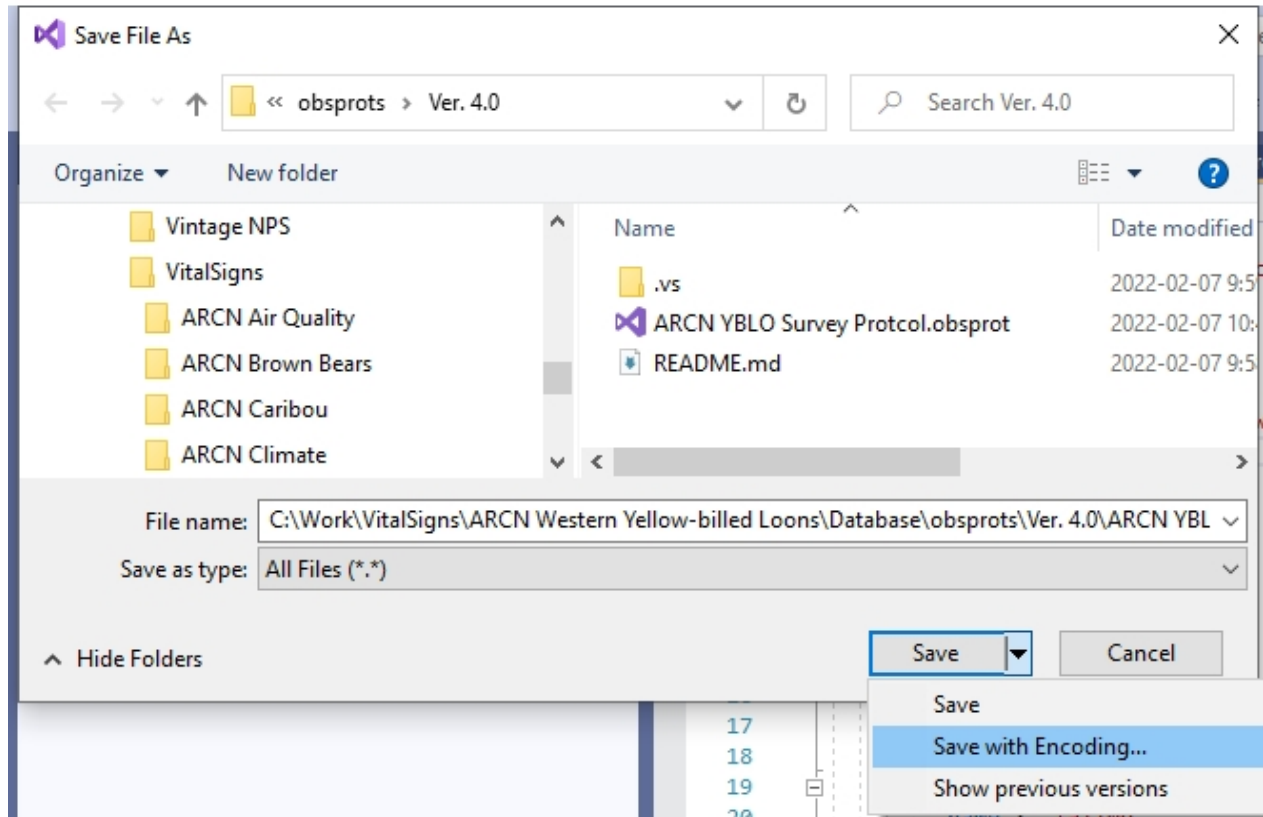 Save File As
« obsprots › Ver. 4.0
Search Ver. 4.0
Organize
New folder
Vintage NPS
VitalSigns
ARCN Air Quality
ARCN Brown Bears
ARCN Caribou
ARCN Climate
Name
Date modified
.vs
2022-02-07 9:5
ARCN YBLO Survey Protcol.obsprot
2022-02-07 10:
README.md
2022-02-07 9:5
File name: C:\Work\VitalSigns\ARCN Western Yellow-billed Loons\Database\obsprots\Ver. 4.0\ARCN YBL
Save as type: All Files (*.*)
Hide Folders
Save
Cancel
Save
Save with Encoding...
Show previous versions
17
18
19